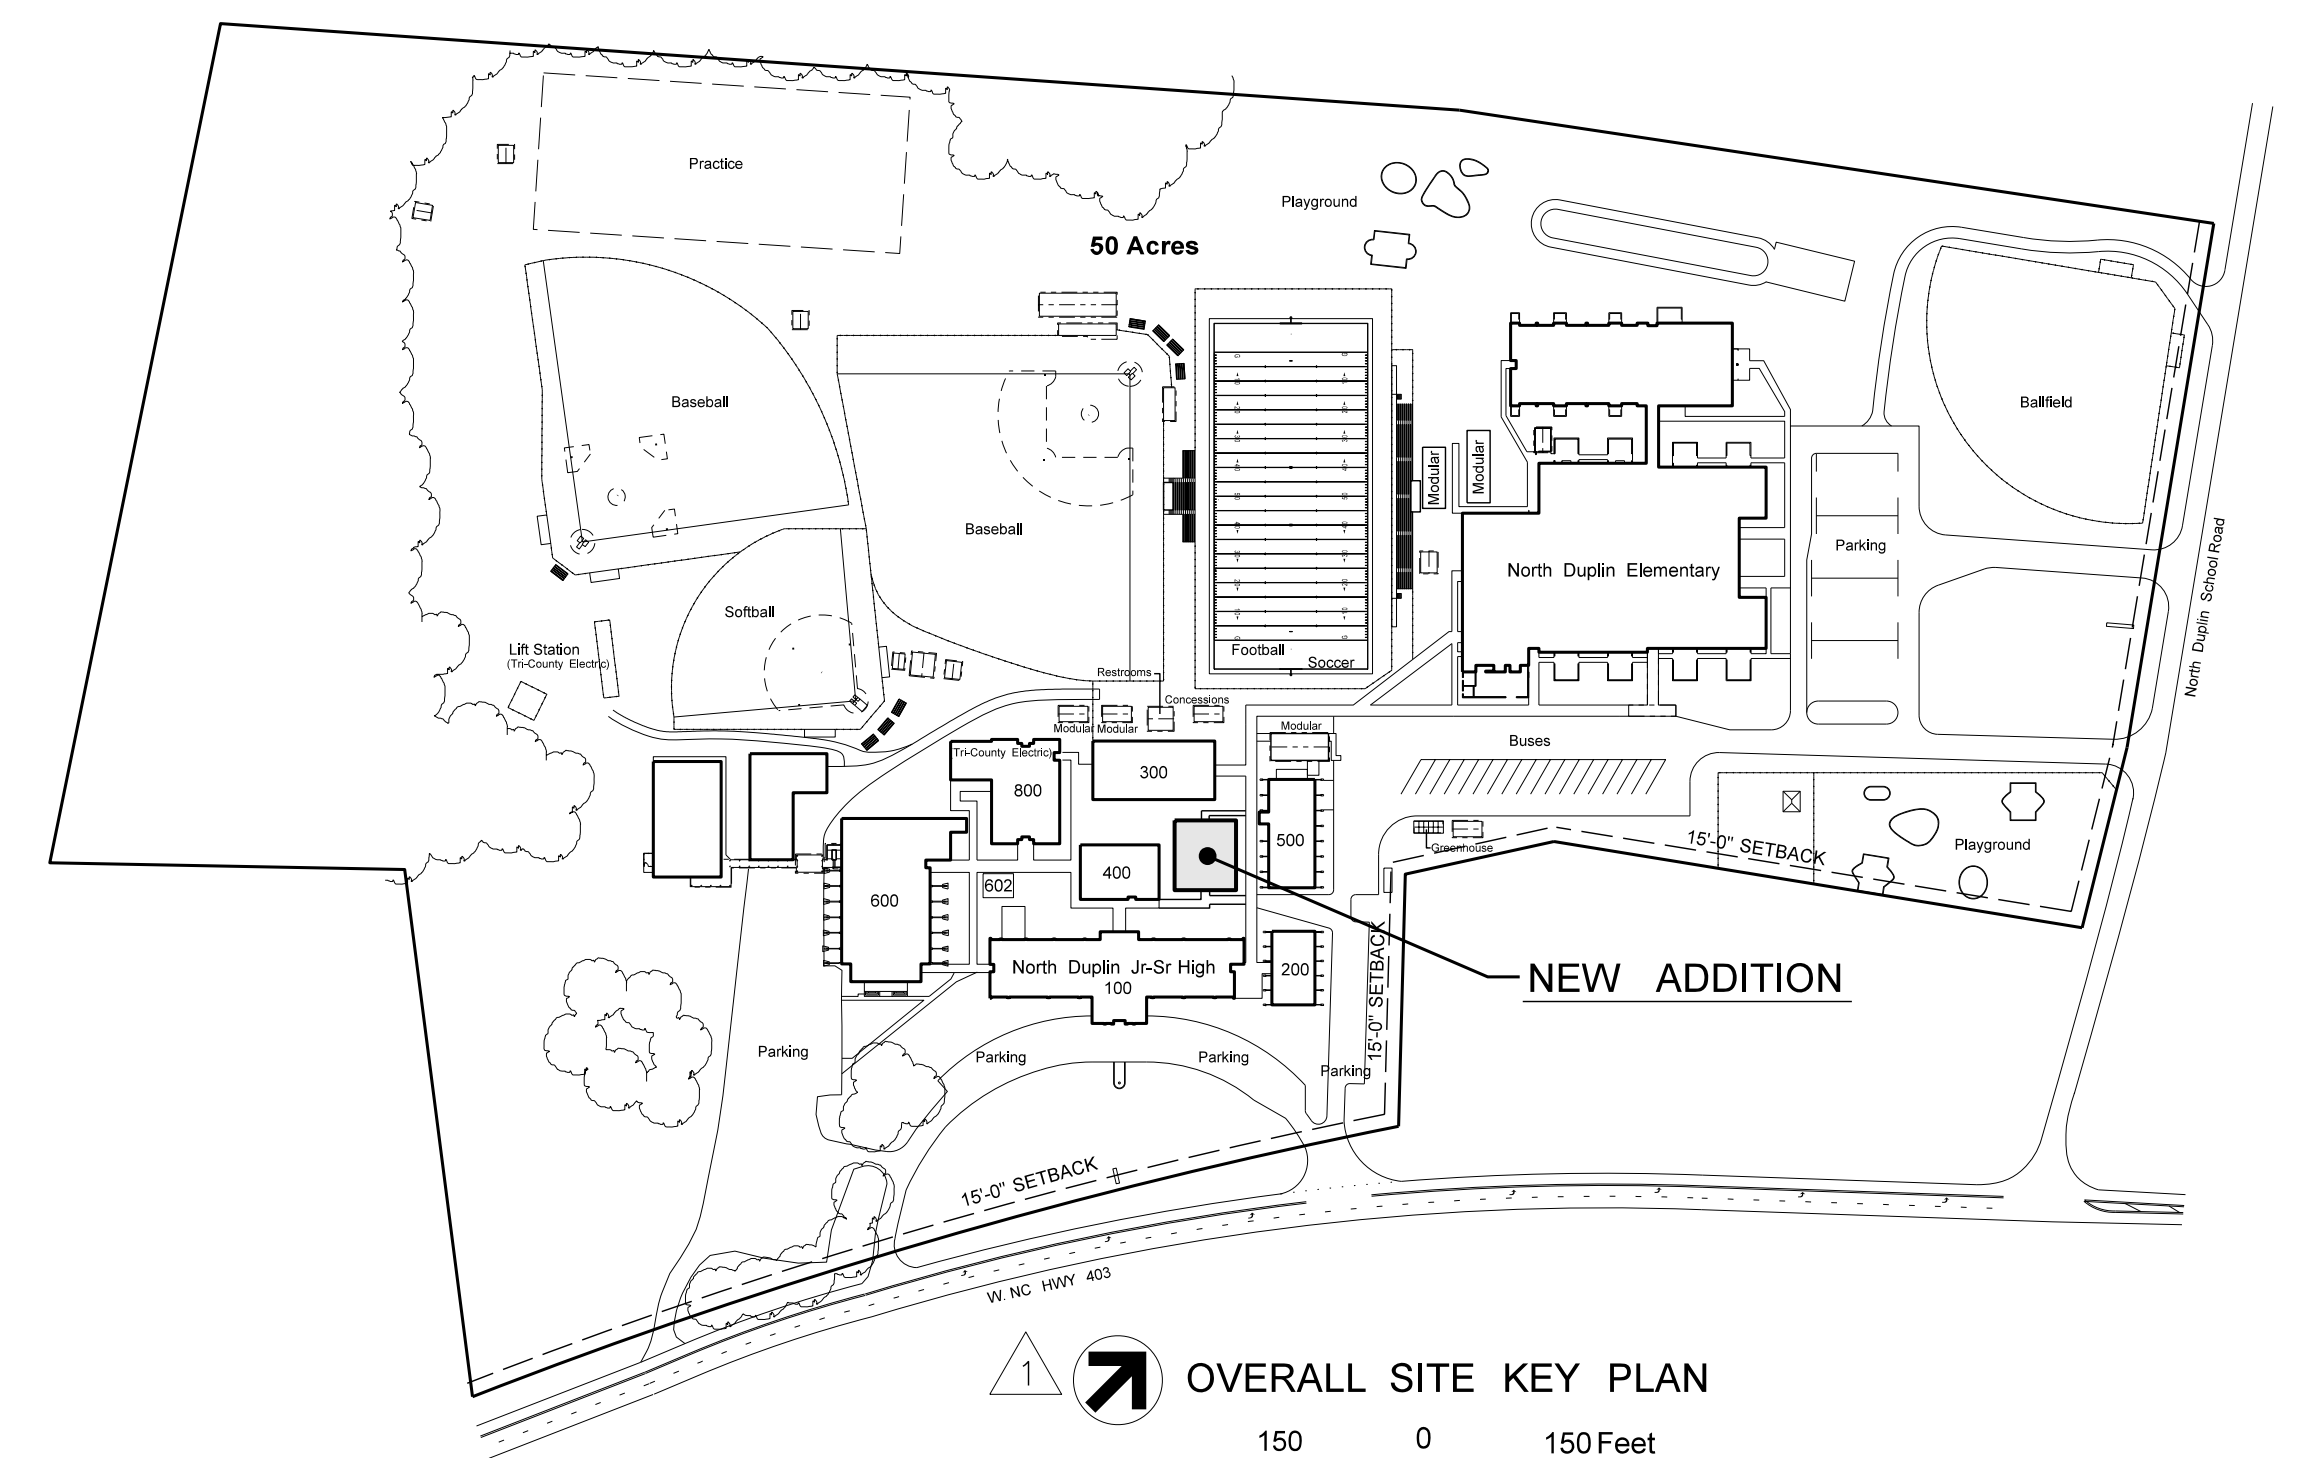 Practice
Playground
50 Acres
Baseball
Ballfield
Modular
Modular
Baseball
Parking
North Duplin Elementary
North Duplin School Road
Softball
Lift Station
(Tri-County Electric)
Football
Soccer
Restrooms
Concessions
Modular
Modular
Modular
Buses
Tri-County Electric)
300
800
500
Greenhouse
15'-0" SETBACK
Playground
400
602
600
15'-0" SETBACK
NEW ADDITION
North Duplin Jr-Sr High
100
200
Parking
Parking
Parking
Parking
15'-0" SETBACK
15'-0" SETBACK
W. NC HWY 403
1
OVERALL SITE KEY PLAN
150 0 150 Feet